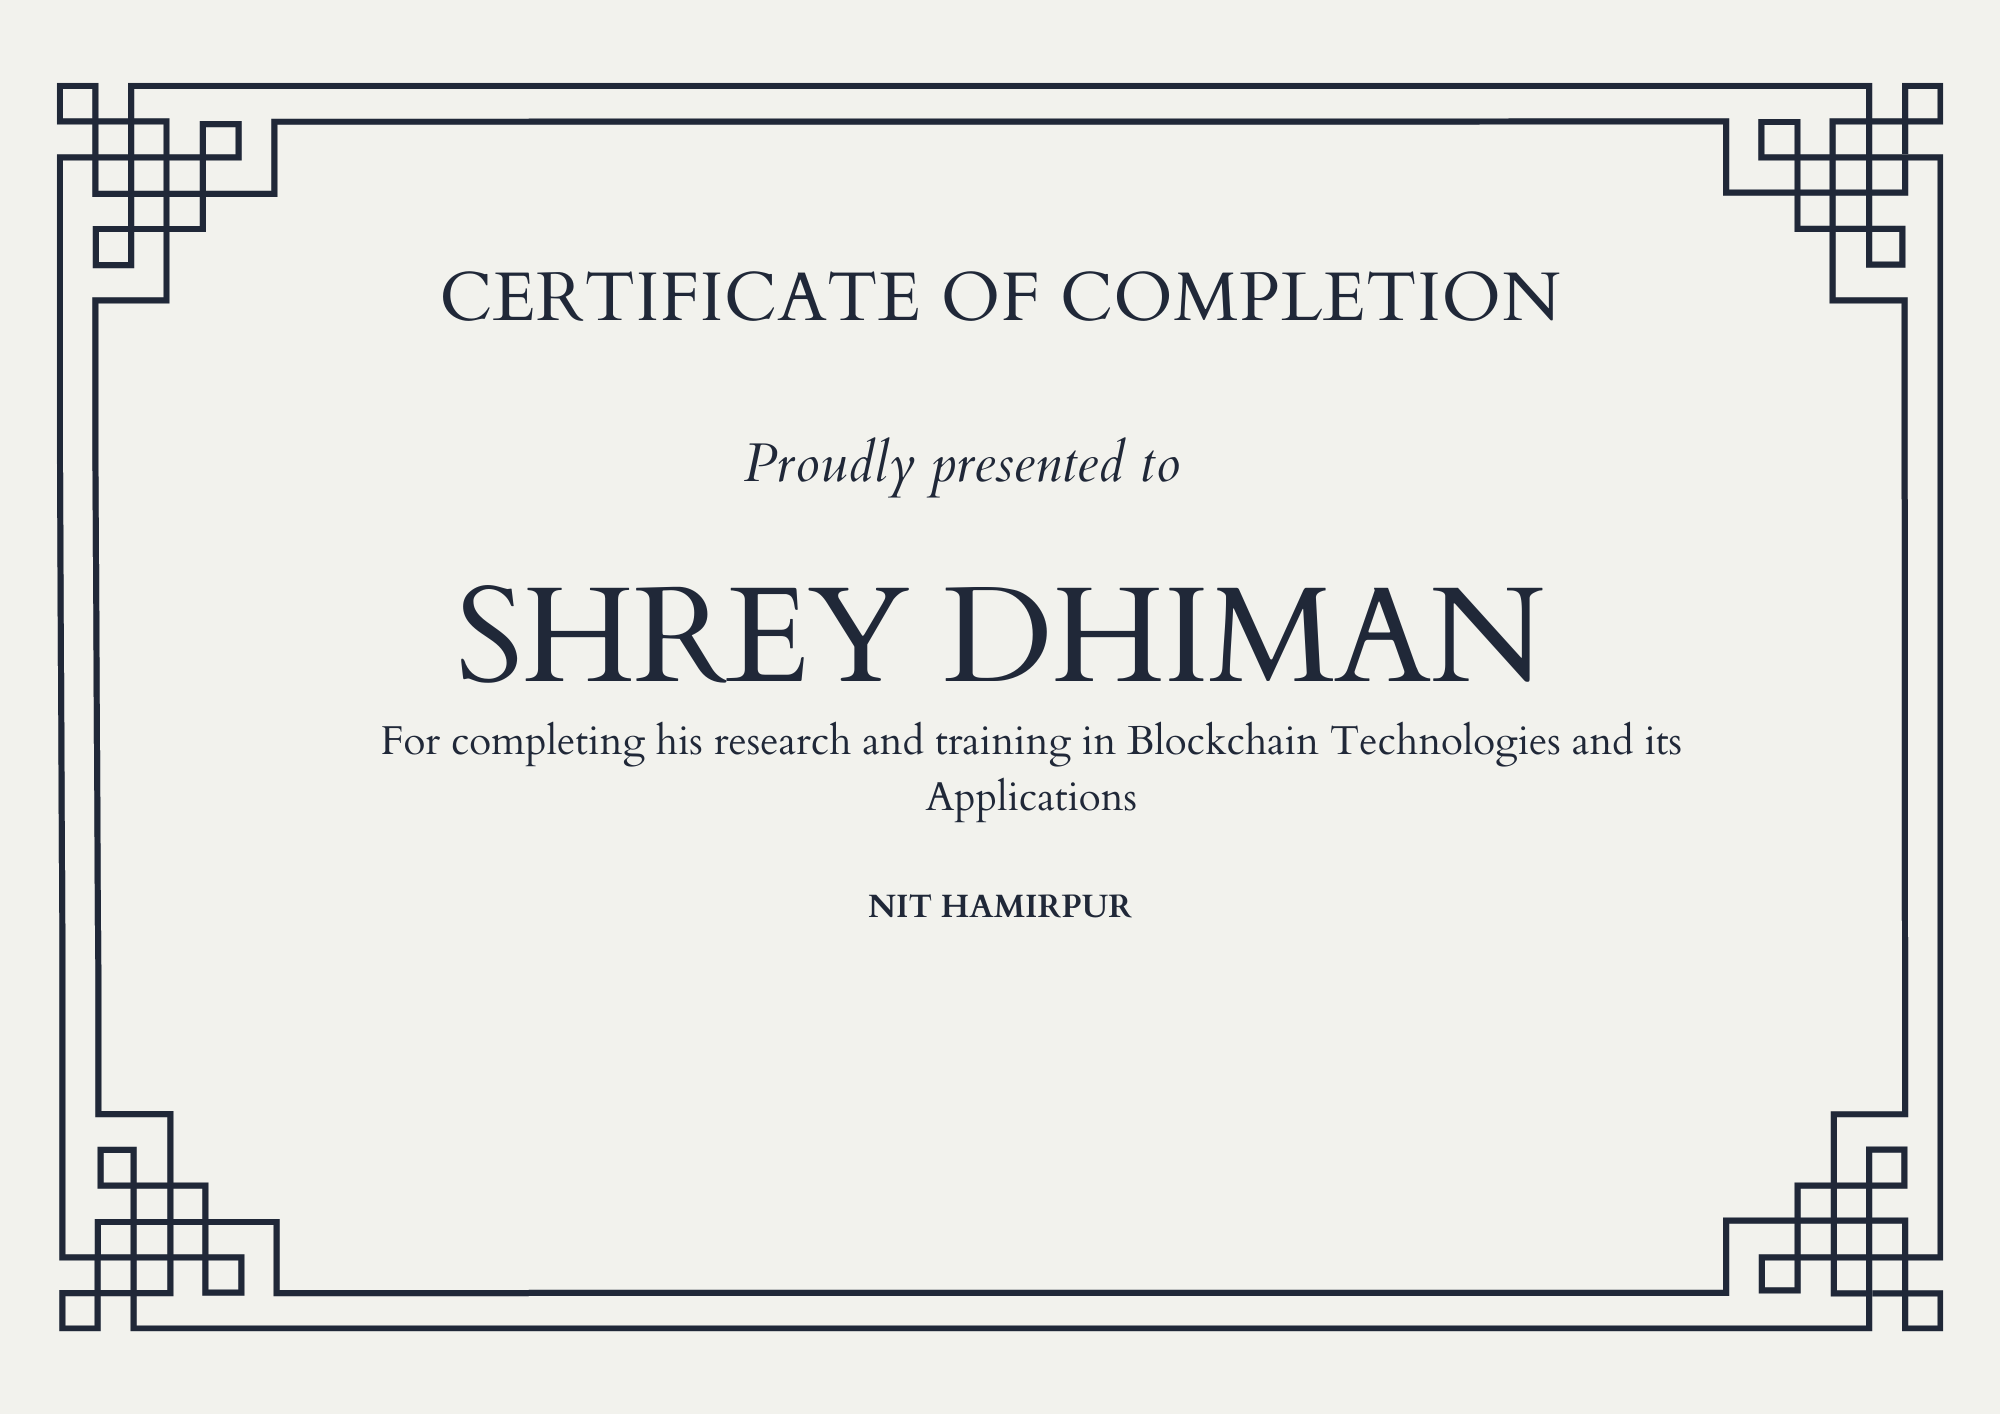 CERTIFICATE OF COMPLETION
Proudly presented to
SHREY DHIMAN
For completing his research and training in Blockchain Technologies and its
Applications
NIT HAMIRPUR